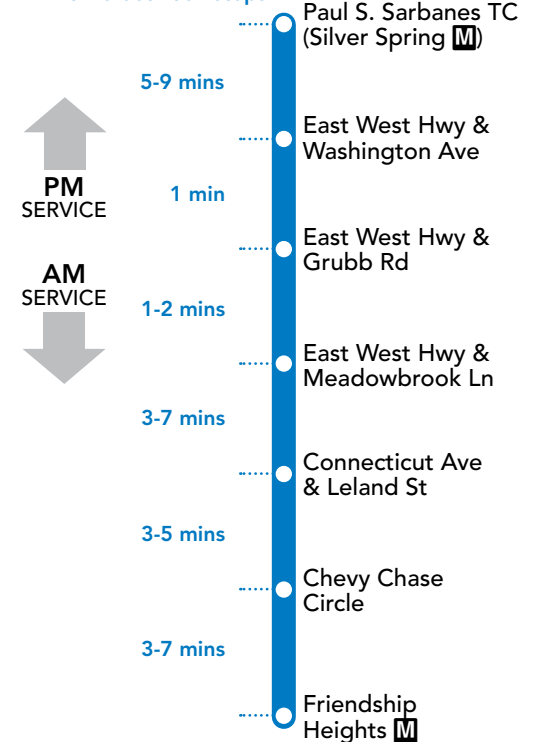 Paul S. Sarbanes TC
(Silver Spring M)
5-9 mins
East West Hwy &
Washington Ave
PM
SERVICE
1 min
East West Hwy &
Grubb Rd
AM
SERVICE
1-2 mins
East West Hwy &
Meadowbrook Ln
3-7 mins
Connecticut Ave
& Leland St
3-5 mins
Chevy Chase
Circle
3-7 mins
Friendship
Heights M